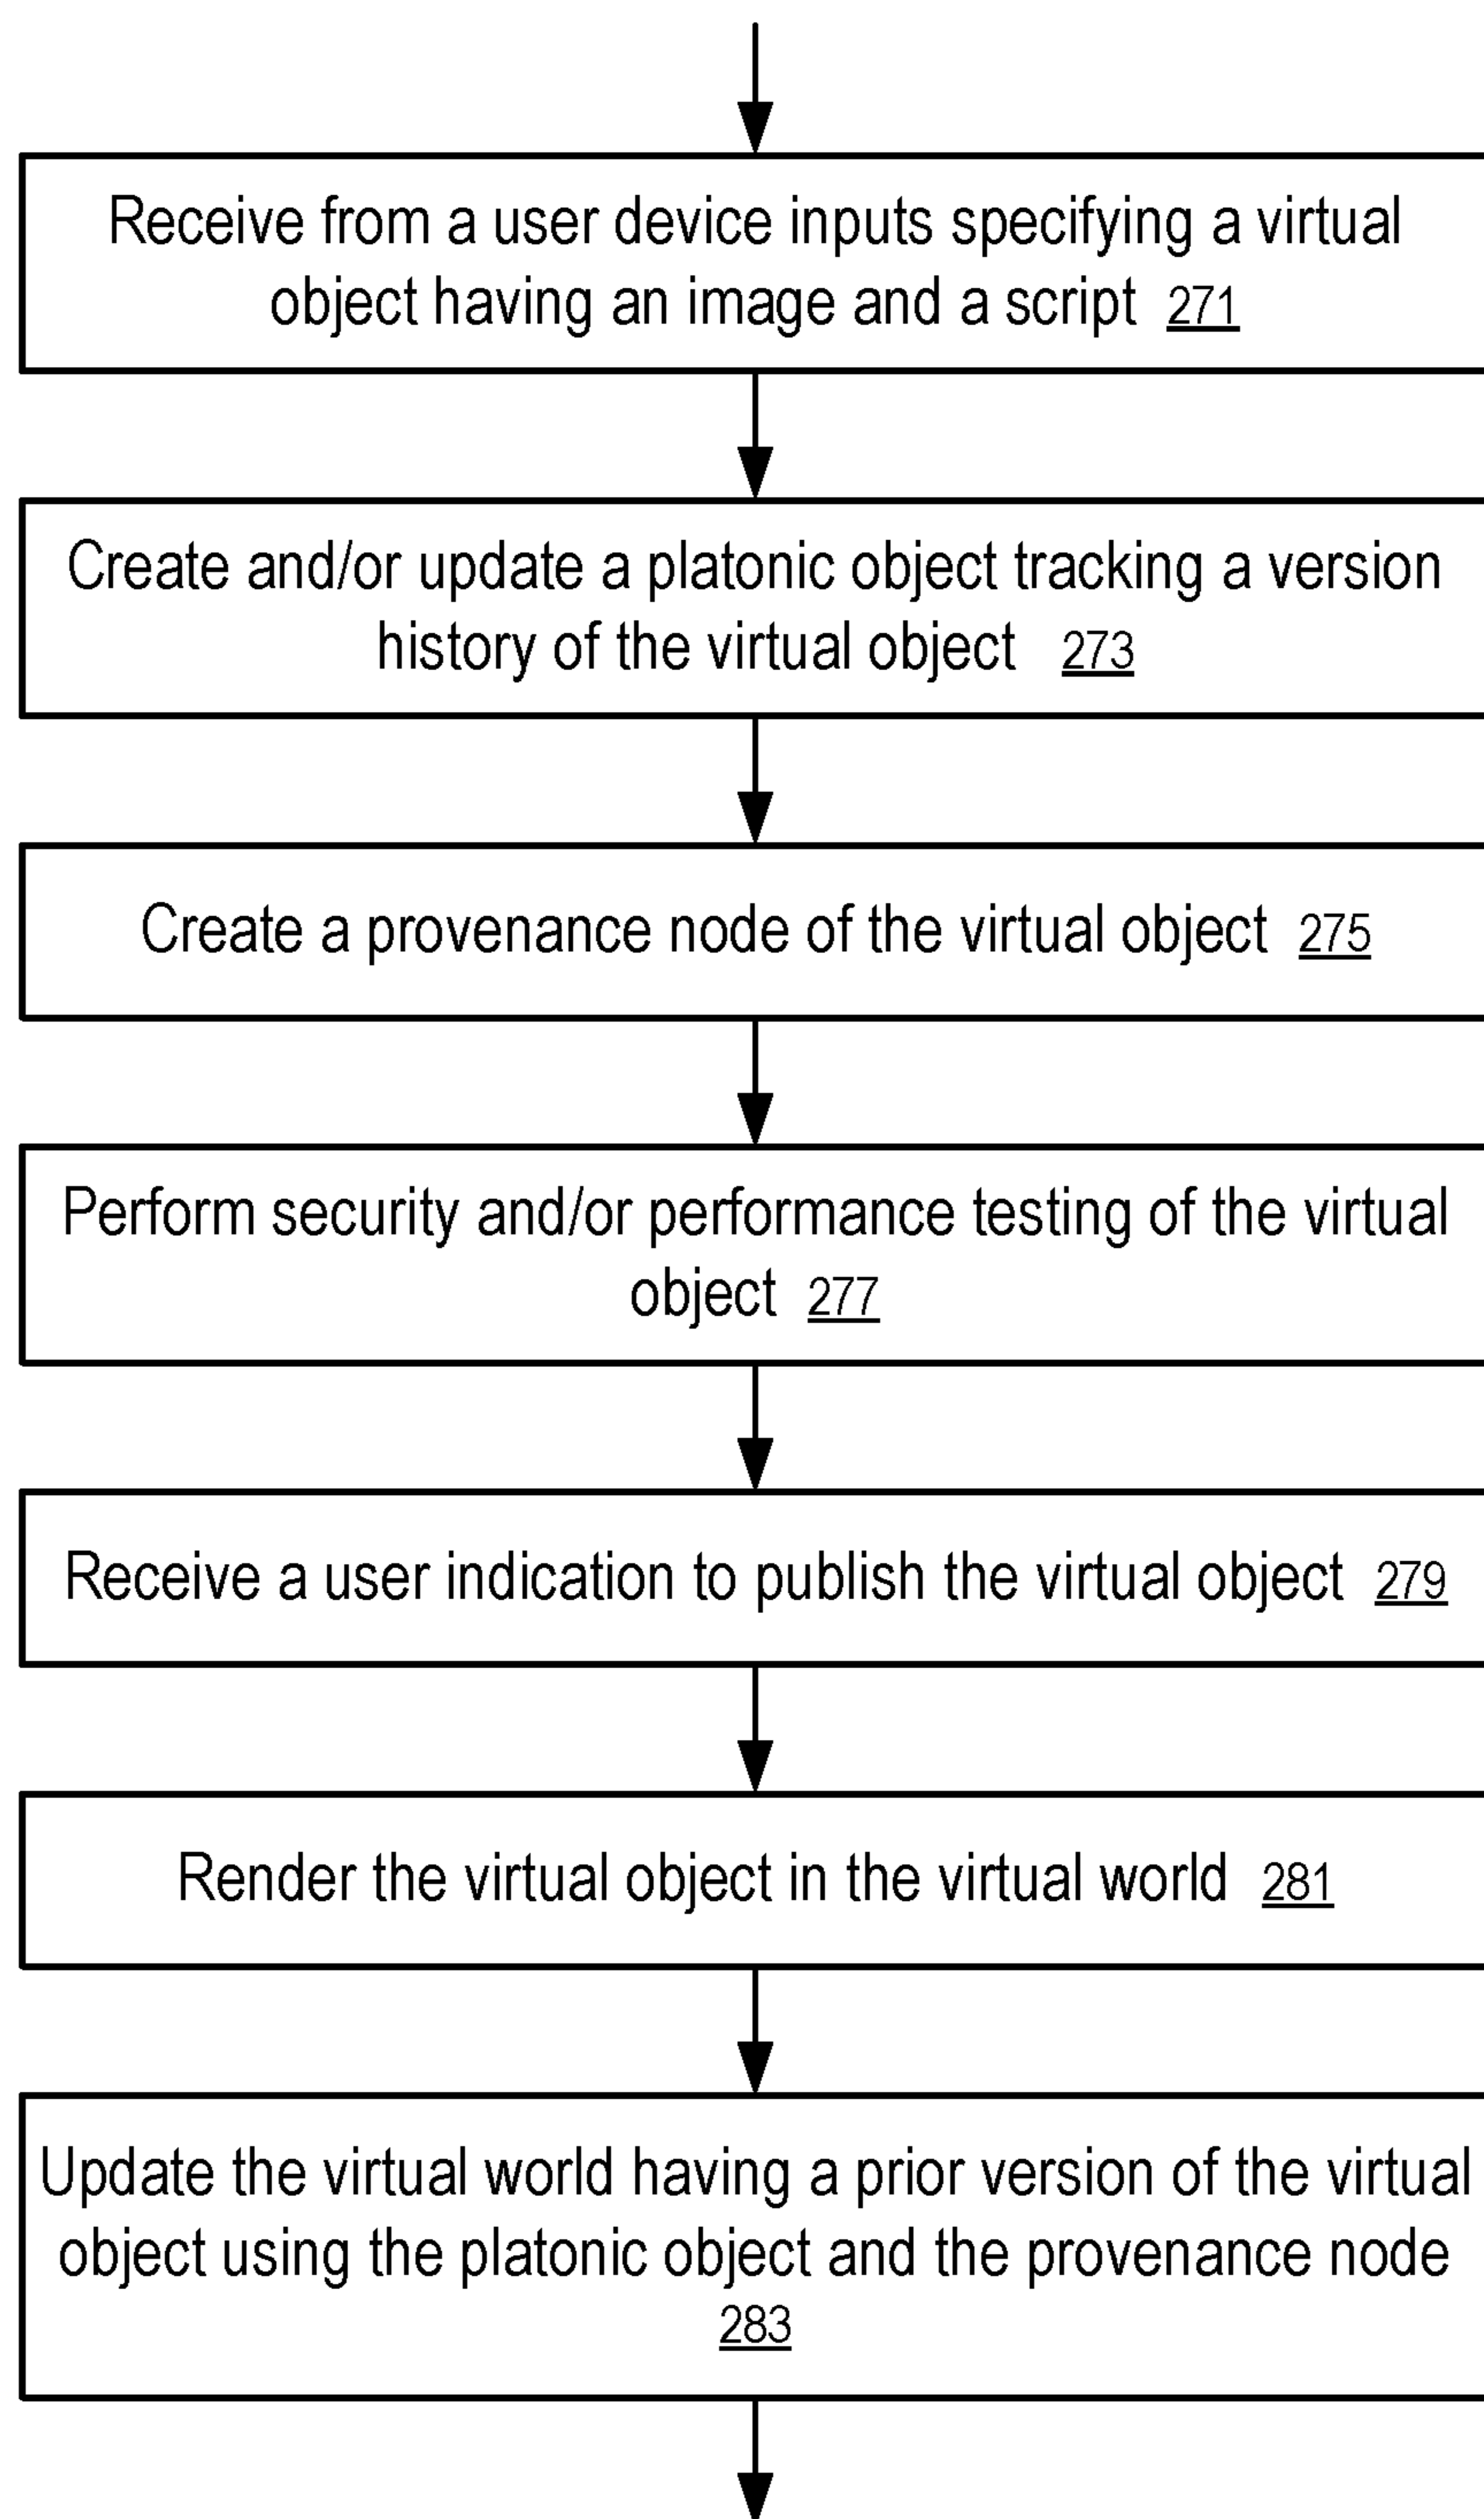 Receive from a user device inputs specifying a virtual
object having an image and a script 271
Create and/or update a platonic object tracking a version
history of the virtual object 273
Create a provenance node of the virtual object 275
Perform security and/or performance testing of the virtual
object 277
Receive a user indication to publish the virtual object 279
Render the virtual object in the virtual world 281
Update the virtual world having a prior version of the virtual
object using the platonic object and the provenance node
283